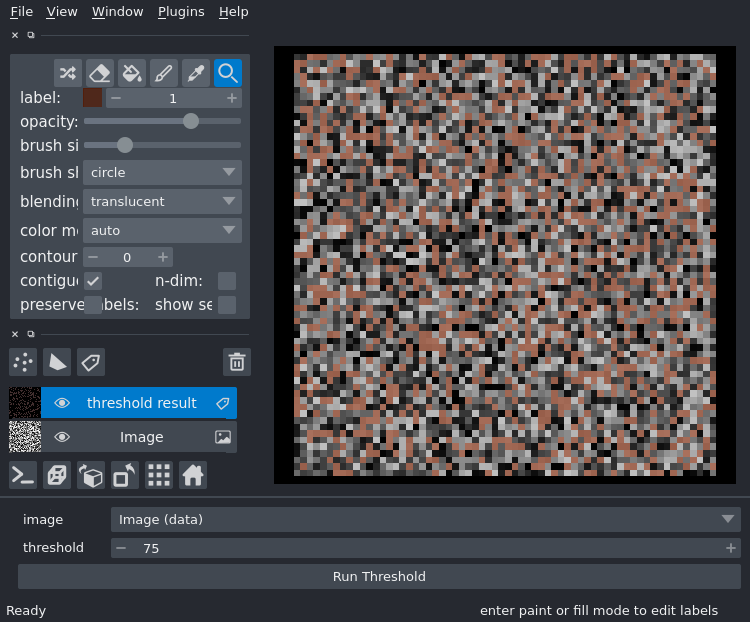 File View Window Plugins Help
label: 1
opacity:
brush si
brush sl circle
blending translucent
color m auto
contour 0
contigu n-dim:
preserve abels: show se
threshold result
Image
image Image (data)
threshold 75
Run Threshold
Ready enter paint or fill mode to edit labels